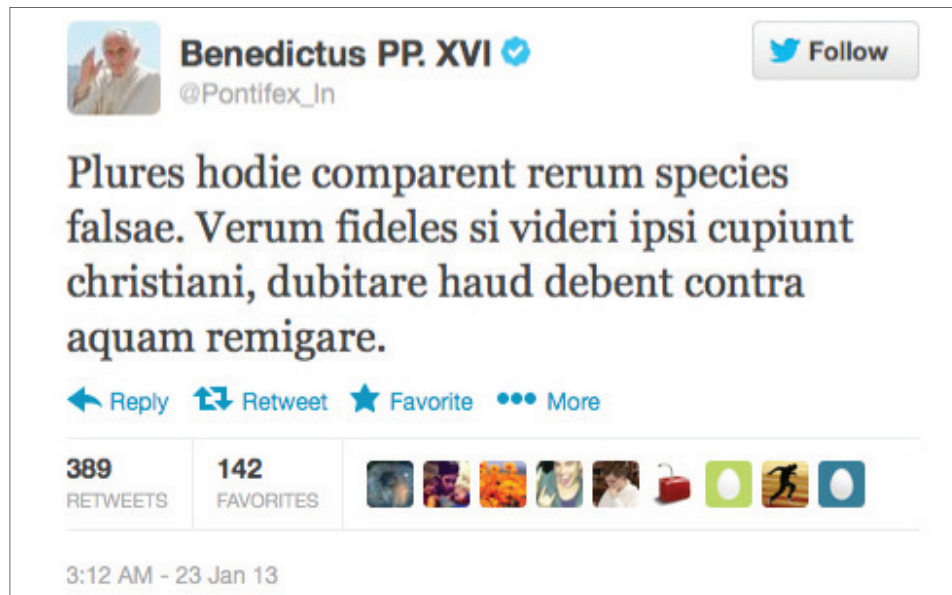 Benedictus PP. XVI
Follow
@Pontifex_ln
Plures hodie comparent rerum species
falsae. Verum fideles si videri ipsi cupiunt
christiani, dubitare haud debent contra
aquam remigare.
Reply Retweet Favorite More
389 142
RETWEETS FAVORITES
3:12 AM - 23 Jan 13